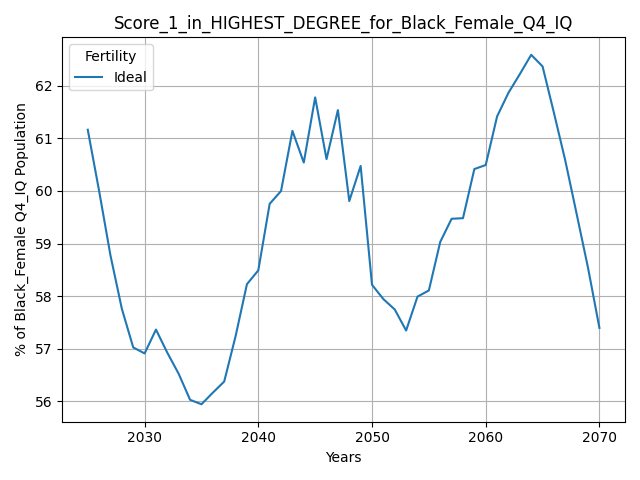 Score_1_in_HIGHEST_DEGREE_for_Black_Female_Q4_IQ
Fertility
Ideal
% of Black_Female Q4_IQ Population
62
61
60
59
58
57
56
2030 2040 2050 2060 2070
Years